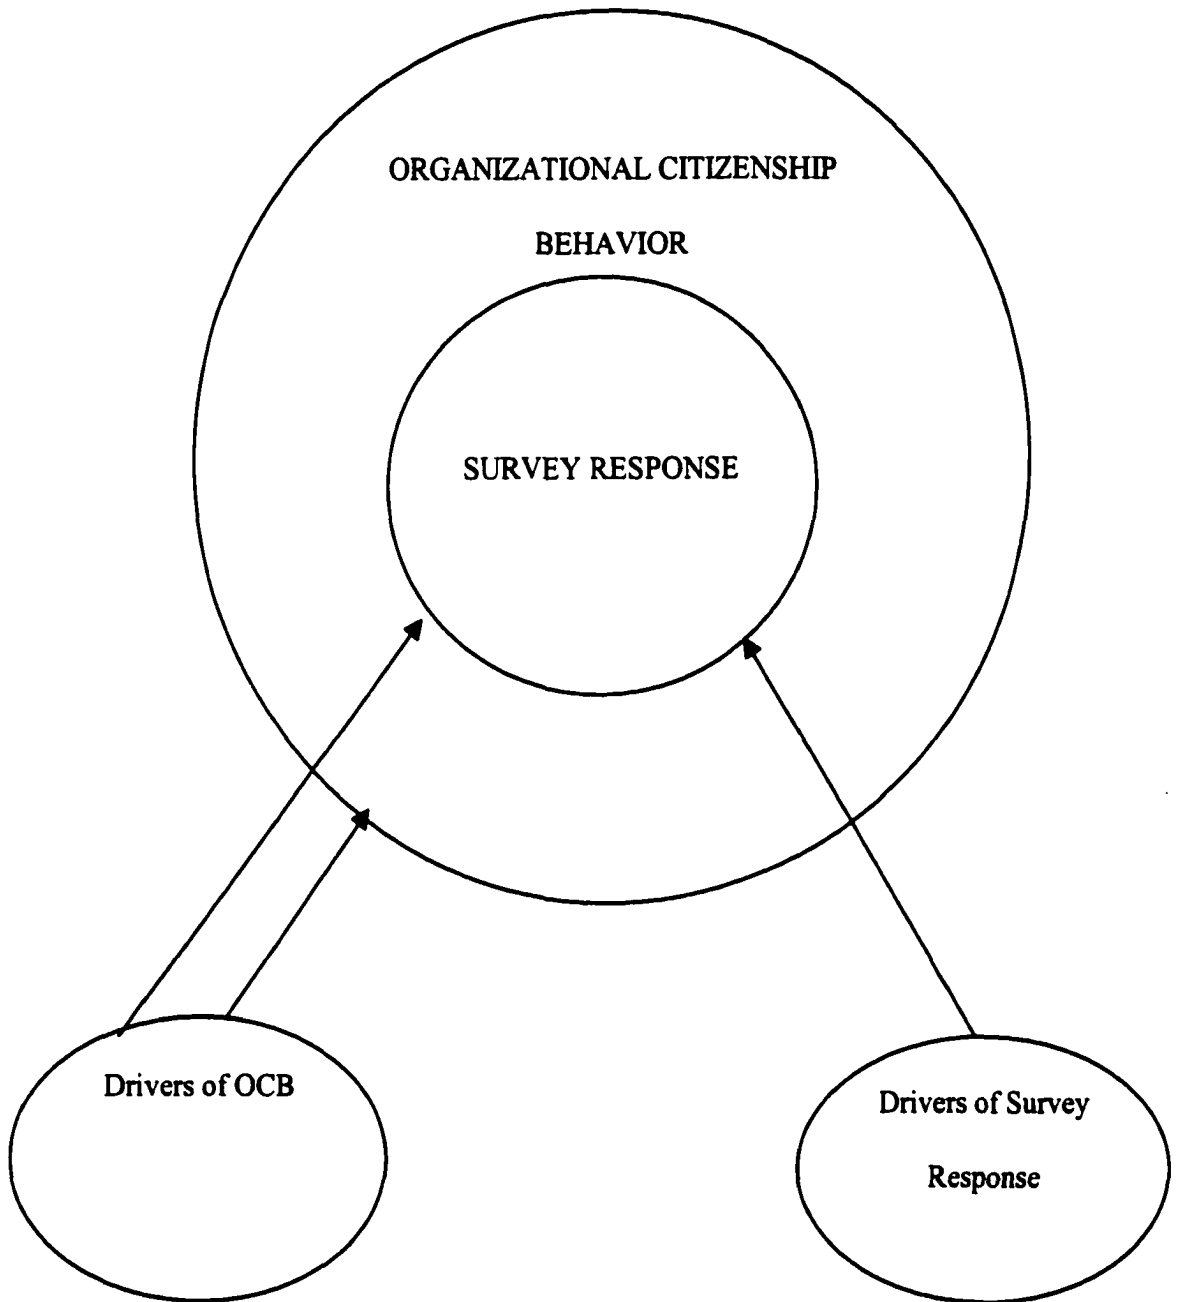 ORGANIZATIONAL CITIZENSHIP
BEHAVIOR
SURVEY RESPONSE
Drivers of OCB
Drivers of Survey
Response